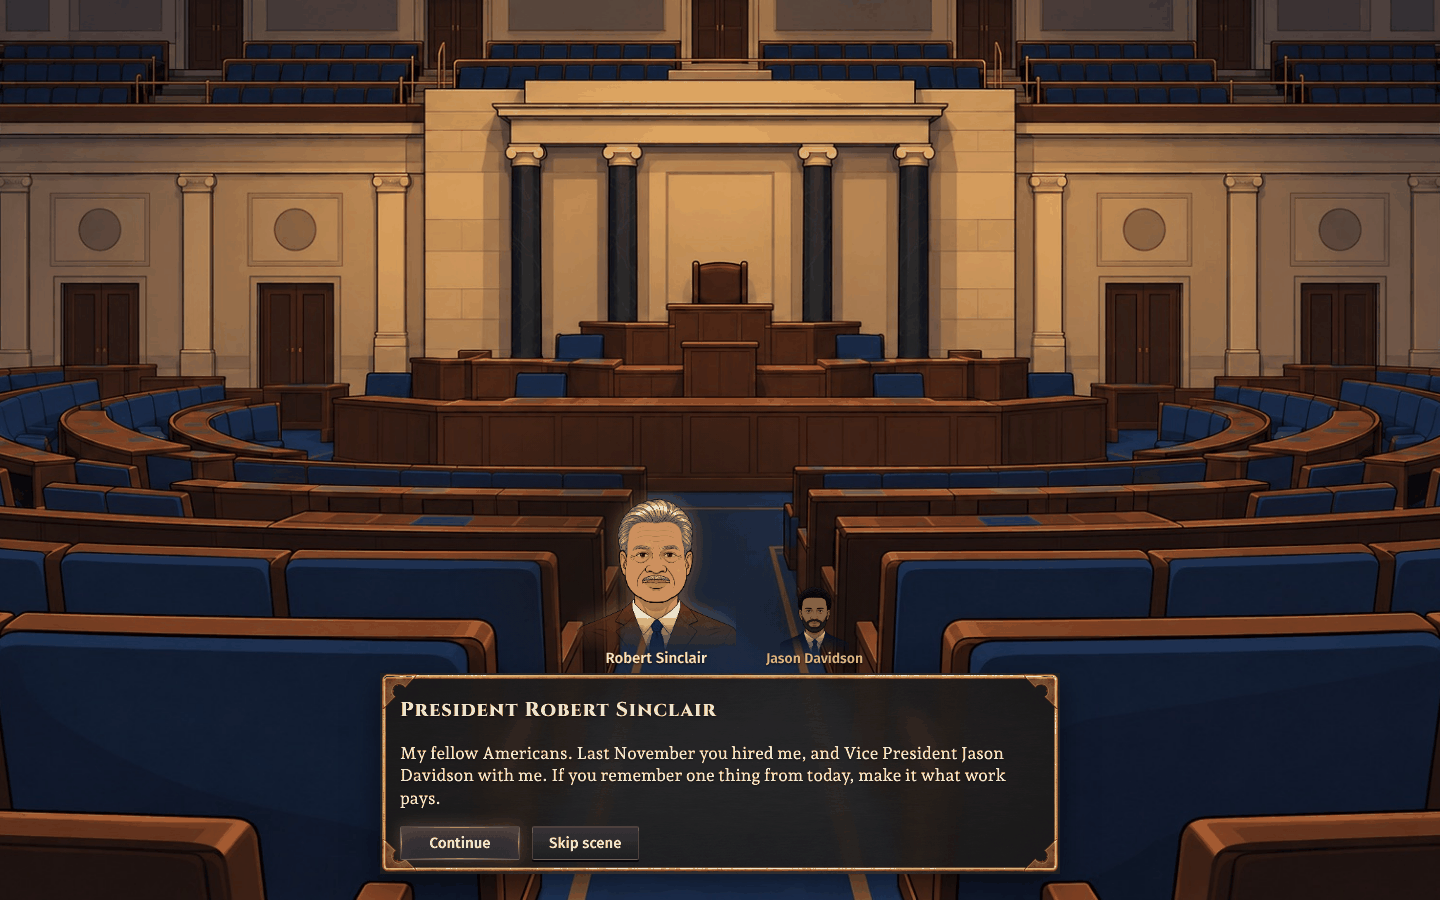 Robert Sinclair
Jason Davidson
President Robert Sinclair
My fellow Americans. Last November you hired me, and Vice President Jason
Davidson with me. If you remember one thing from today, make it what work
pays.
Continue
Skip scene